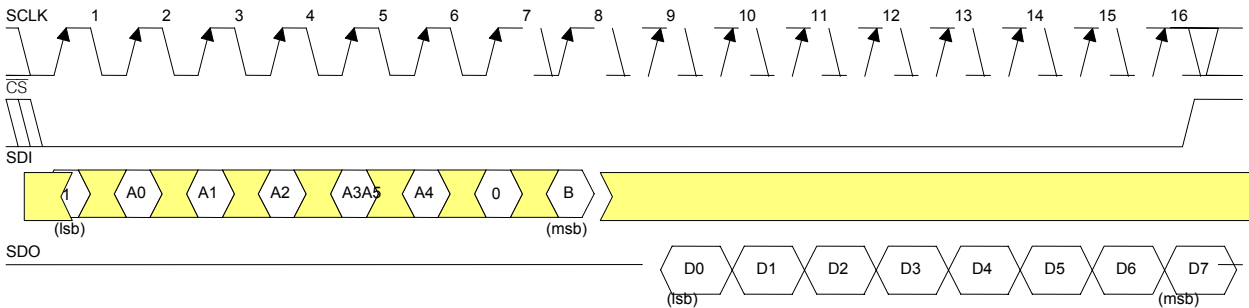 SCLK 1 2 3 4 5 6 7 8 9 10 11 12 13 14 15 16
CS
SDI
1 A0 A1 A2 A3A5 A4 0 B
(lsb) (msb)
SDO
D0 D1 D2 D3 D4 D5 D6 D7
(lsb) (msb)